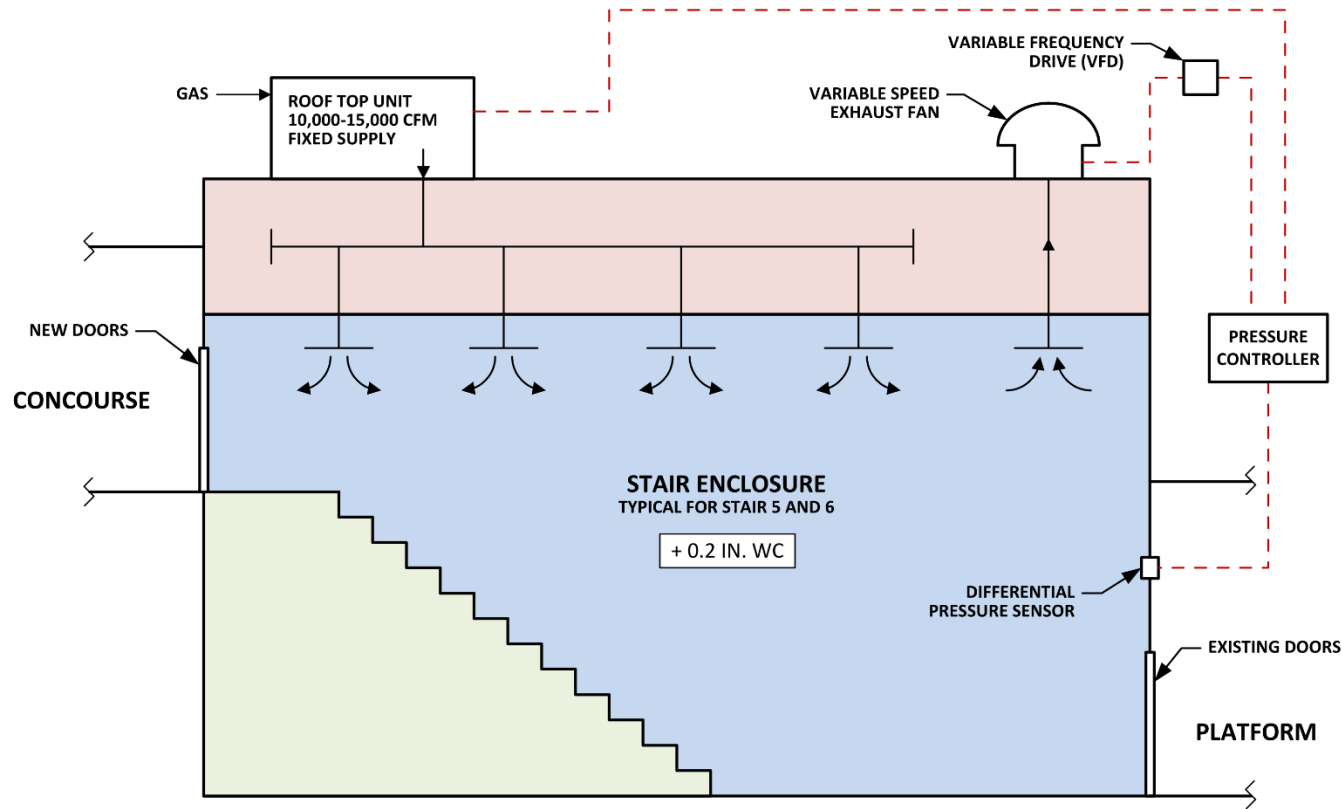 VARIABLE FREQUENCY
DRIVE (VFD)
GAS
ROOF TOP UNIT
10,000-15,000 CFM
FIXED SUPPLY
VARIABLE SPEED
EXHAUST FAN
NEW DOORS
PRESSURE
CONTROLLER
CONCOURSE
STAIR ENCLOSURE
TYPICAL FOR STAIR 5 AND 6
+ 0.2 IN. WC
DIFFERENTIAL
PRESSURE SENSOR
EXISTING DOORS
PLATFORM